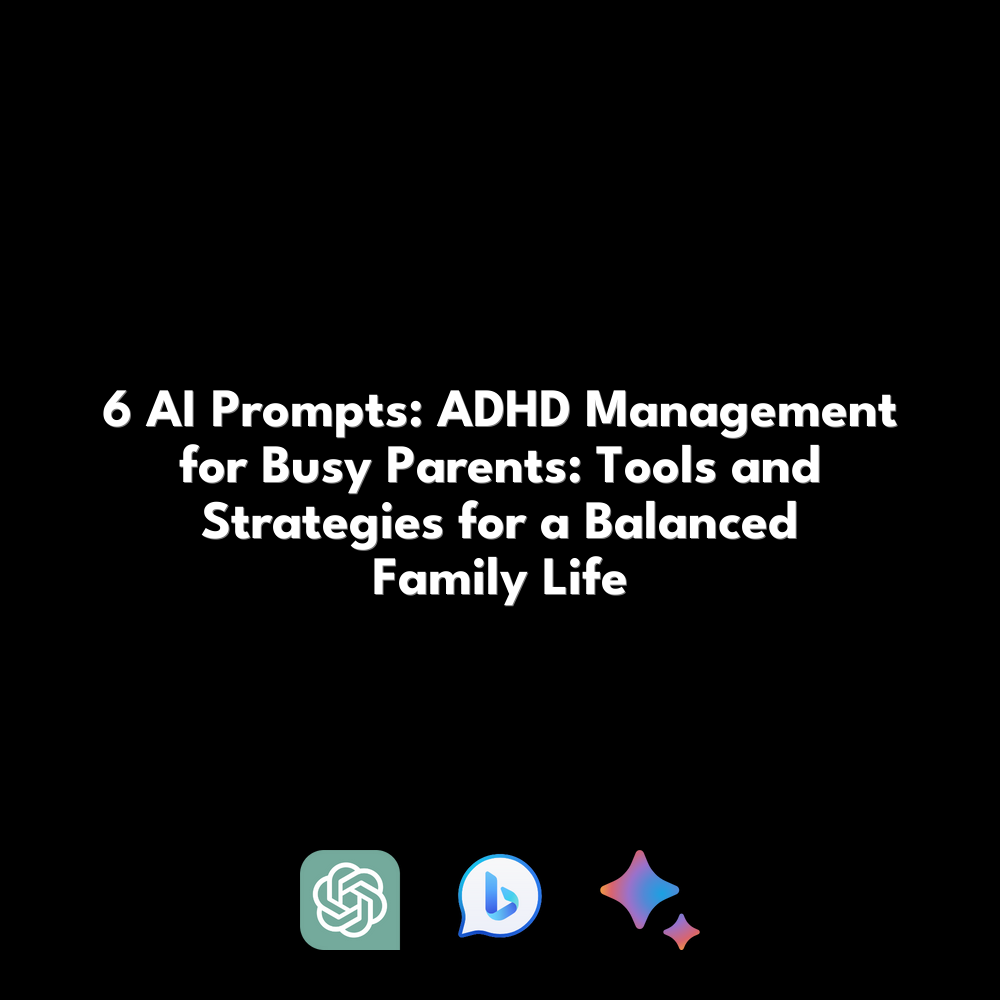 6 AI Prompts: ADHD Management
for Busy Parents: Tools and
Strategies for a Balanced
Family Life